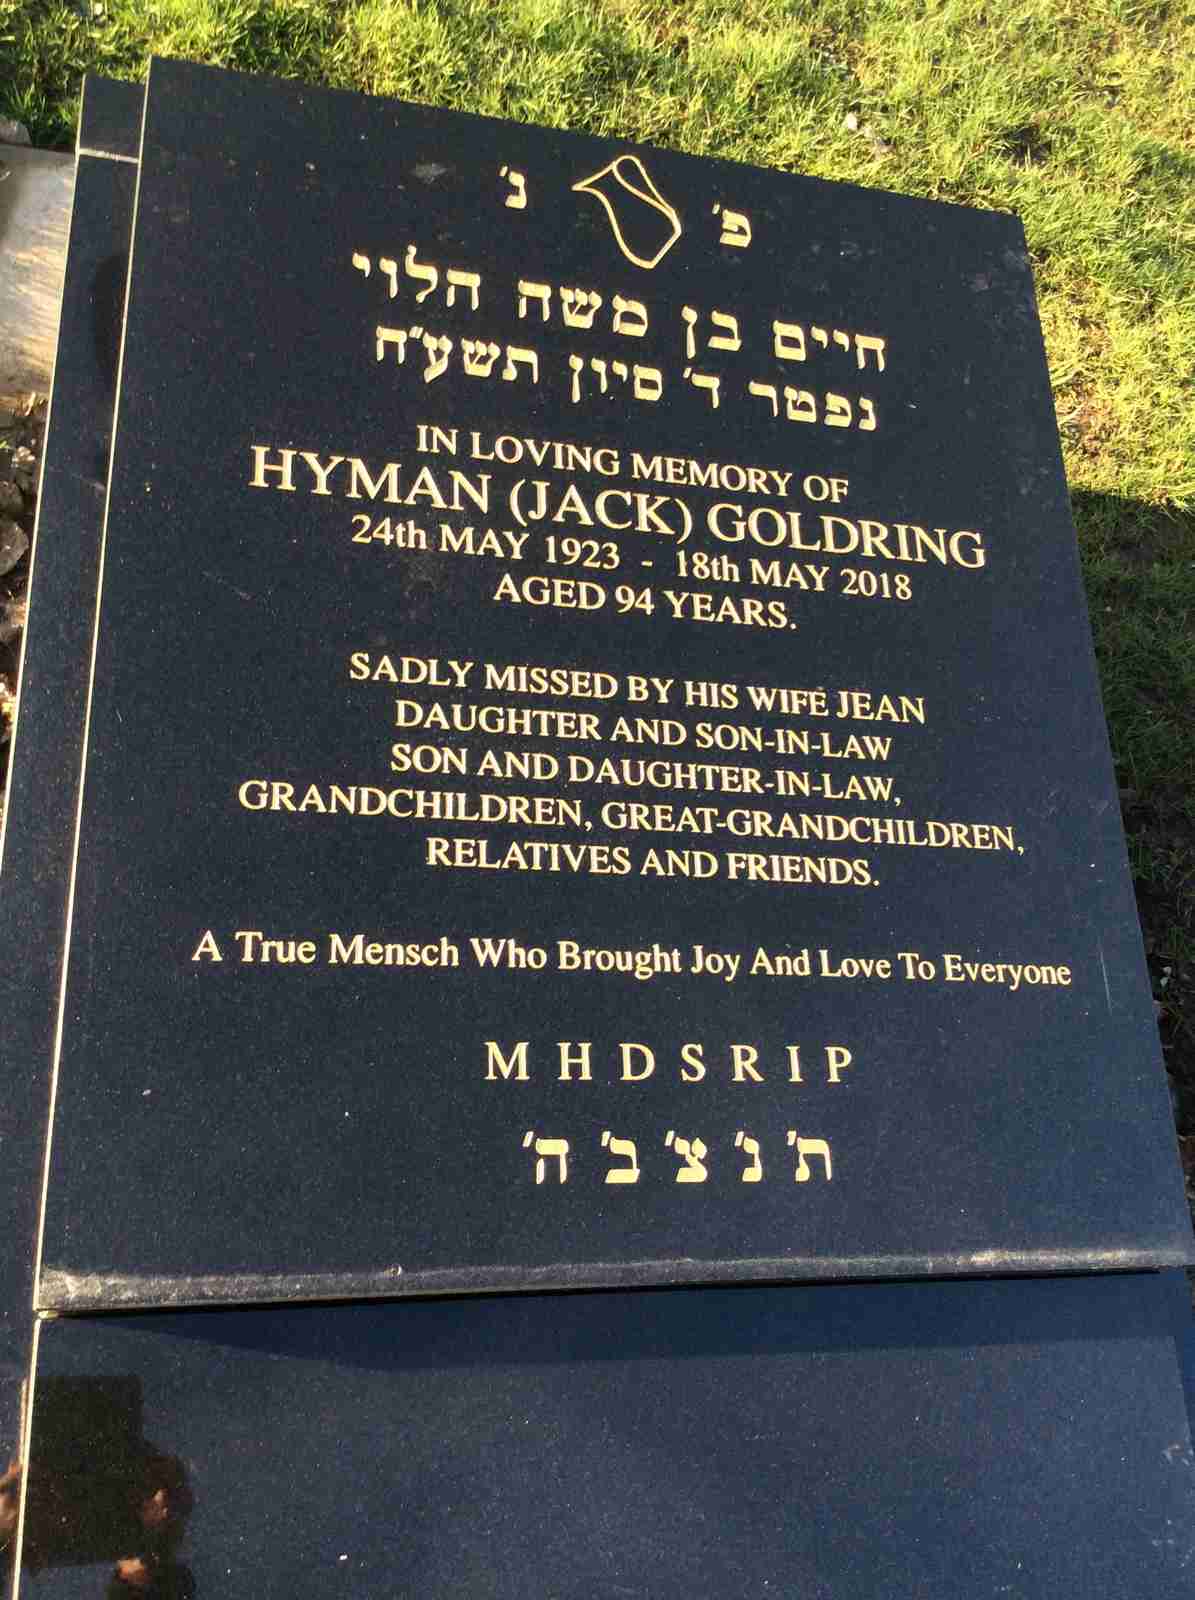 פ' נ'
חיים בן משה הלוי
נפטר ד' סיון תשע״ח
IN LOVING MEMORY OF
HYMAN (JACK) GOLDRING
24th MAY 1923 - 18th MAY 2018
AGED 94 YEARS.
SADLY MISSED BY HIS WIFE JEAN
DAUGHTER AND SON-IN-LAW
SON AND DAUGHTER-IN-LAW,
GRANDCHILDREN, GREAT-GRANDCHILDREN,
RELATIVES AND FRIENDS.
A True Mensch Who Brought Joy And Love To Everyone
M H D S R I P
ת' נ' צ' ב' ה'